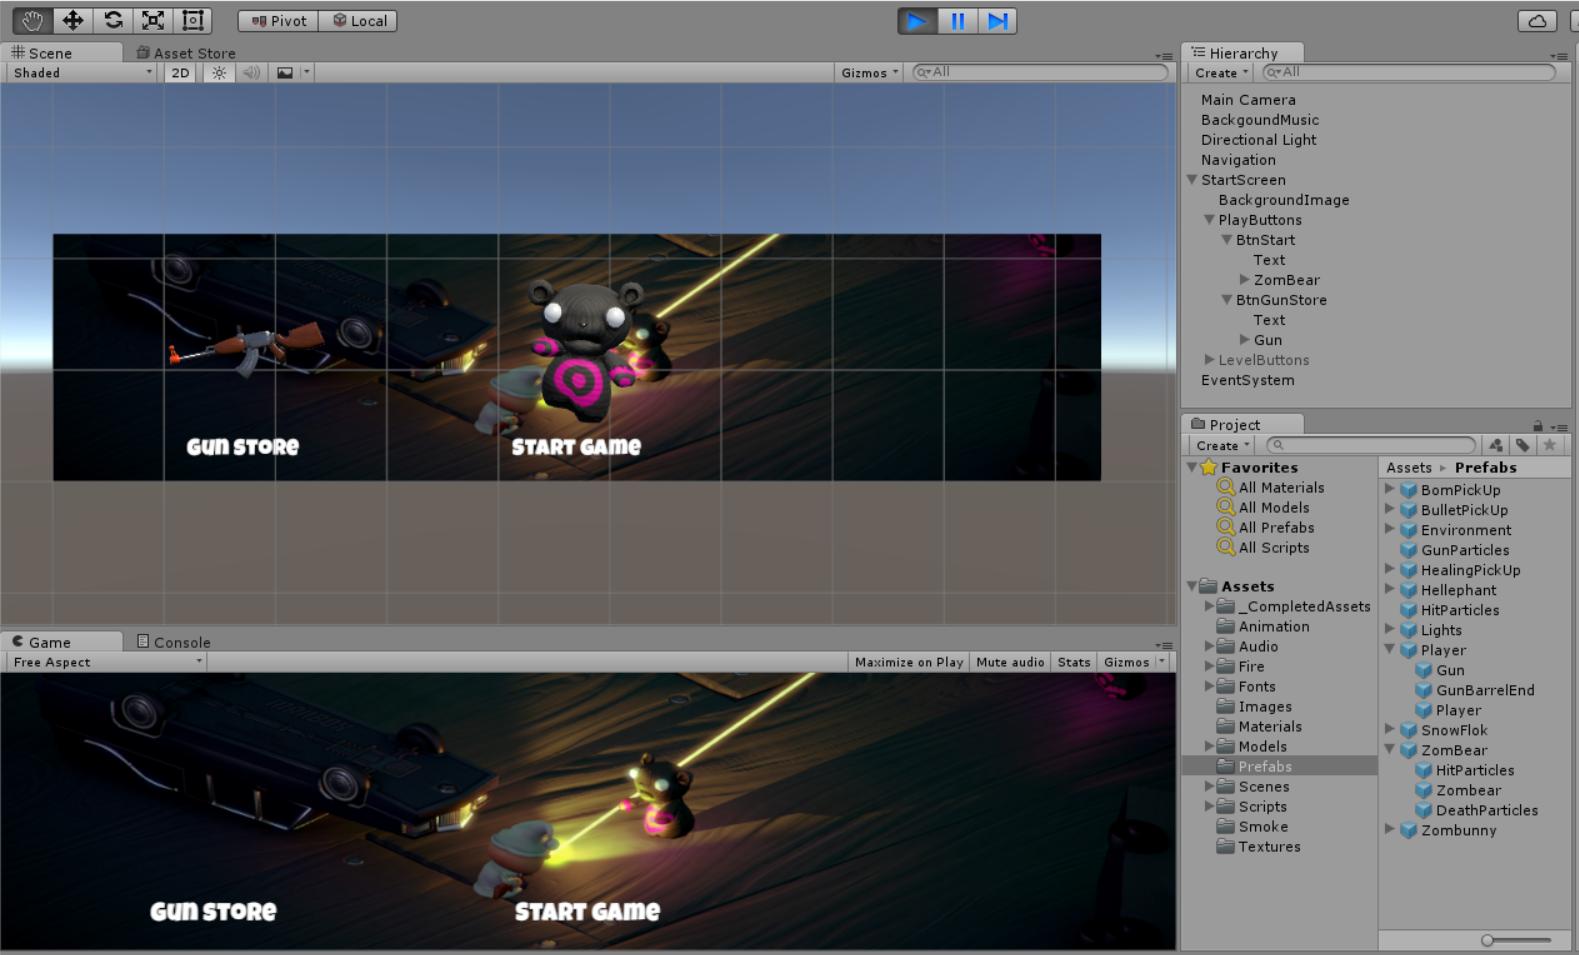 Pivot Local
Scene Asset Store
Shaded 2D Gizmos All
GUN STORE START GAME
Game Console
Free Aspect Maximize on Play Mute audio Stats Gizmos
GUN STORE START GAME
Hierarchy
Create All
Main Camera
BackgoundMusic
Directional Light
Navigation
StartScreen
BackgroundImage
PlayButtons
BtnStart
Text
ZomBear
BtnGunStore
Text
Gun
LevelButtons
EventSystem
Project
Create
Favorites
All Materials
All Models
All Prefabs
All Scripts
Assets
_CompletedAssets
Animation
Audio
Fire
Fonts
Images
Materials
Models
Prefabs
Scenes
Scripts
Smoke
Textures
Assets Prefabs
BomPickUp
BulletPickUp
Environment
GunParticles
HealingPickUp
Hellephant
HitParticles
Lights
Player
Gun
GunBarrelEnd
Player
SnowFlok
ZomBear
HitParticles
Zombear
DeathParticles
Zombunny